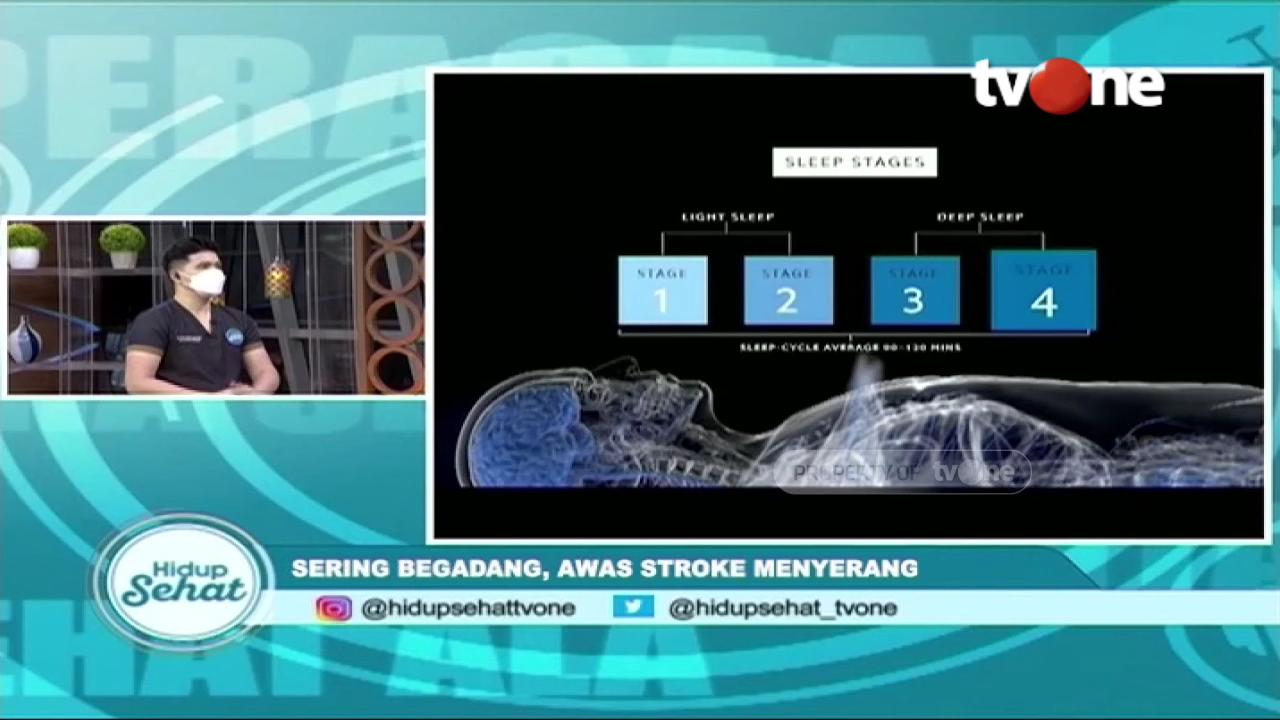 tvone
SLEEP STAGES
LIGHT SLEEP
DEEP SLEEP
STAGE 1
STAGE 2
STAGE 3
STAGE 4
SLEEP-CYCLE AVERAGE 90-120 MINS
PROPERTY OF tvone
Hidup Sehat
SERING BEGADANG, AWAS STROKE MENYERANG
@hidupsehattvone
@hidupsehat_tvone